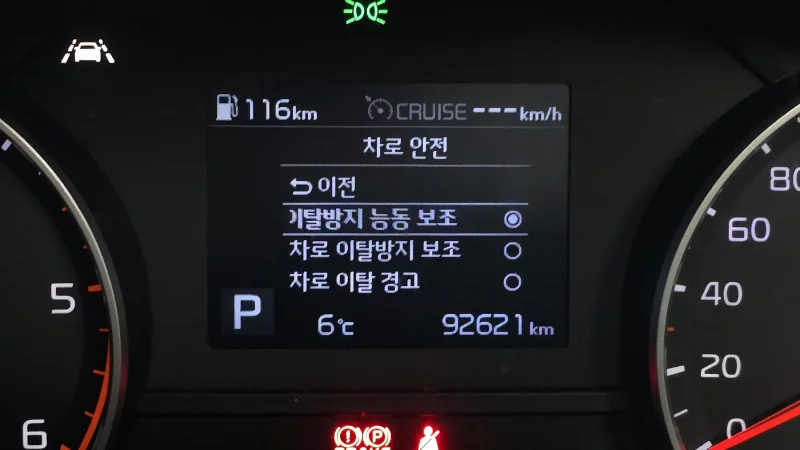 116km CRUISE ---km/h
차로 안전
이전
이탈방지 능동 보조
차로 이탈방지 보조
차로 이탈 경고
P 6℃ 92621km
5
6
80
60
40
20
0
P
BRAKE